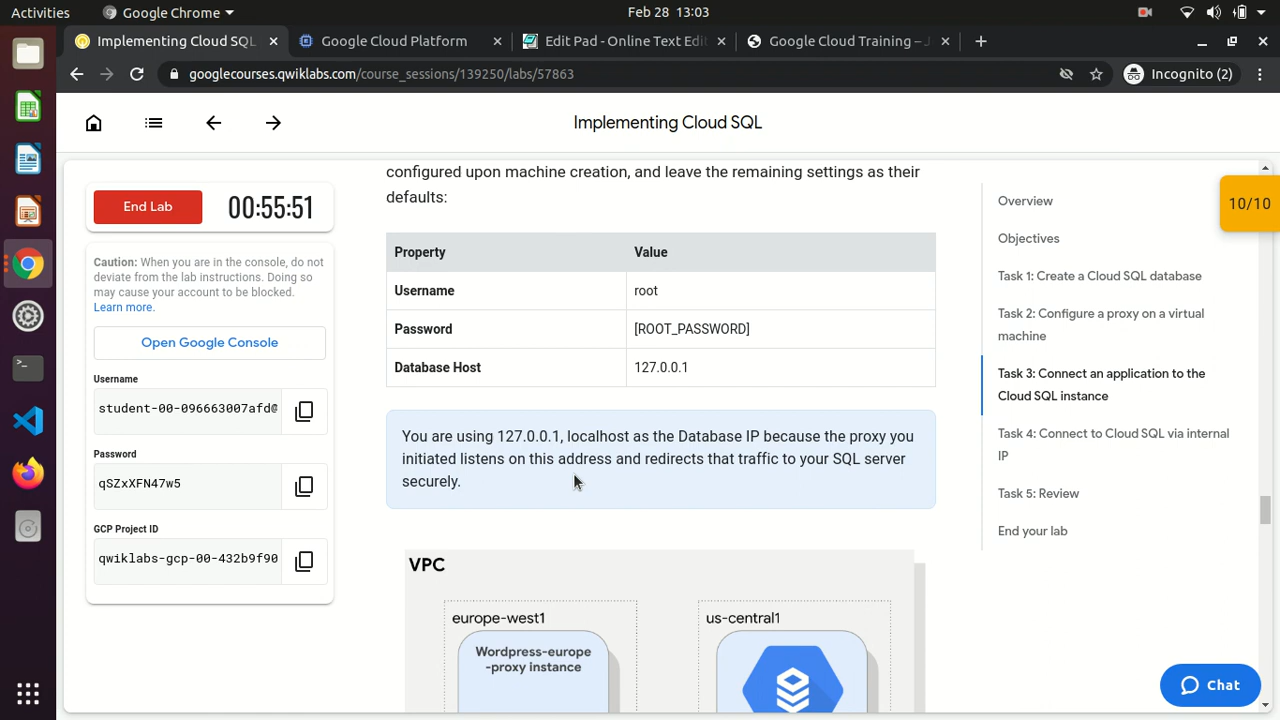 Activities
Google Chrome
Feb 28 13:03
Implementing Cloud SQL
Google Cloud Platform
Edit Pad - Online Text Edit
Google Cloud Training – J
googlecourses.qwiklabs.com/course_sessions/139250/labs/57863
Incognito (2)
Implementing Cloud SQL
End Lab
00:55:51
Caution: When you are in the console, do not
deviate from the lab instructions. Doing so
may cause your account to be blocked.
Learn more.
Open Google Console
Username
student-00-096663007afd@
Password
qSZxXFN47w5
GCP Project ID
qwiklabs-gcp-00-432b9f90
configured upon machine creation, and leave the remaining settings as their
defaults:
Property Value
Username root
Password [ROOT_PASSWORD]
Database Host 127.0.0.1
You are using 127.0.0.1, localhost as the Database IP because the proxy you
initiated listens on this address and redirects that traffic to your SQL server
securely.
VPC
europe-west1
Wordpress-europe
-proxy instance
us-central1
Overview
Objectives
Task 1: Create a Cloud SQL database
Task 2: Configure a proxy on a virtual
machine
Task 3: Connect an application to the
Cloud SQL instance
Task 4: Connect to Cloud SQL via internal
IP
Task 5: Review
End your lab
10/10
Chat